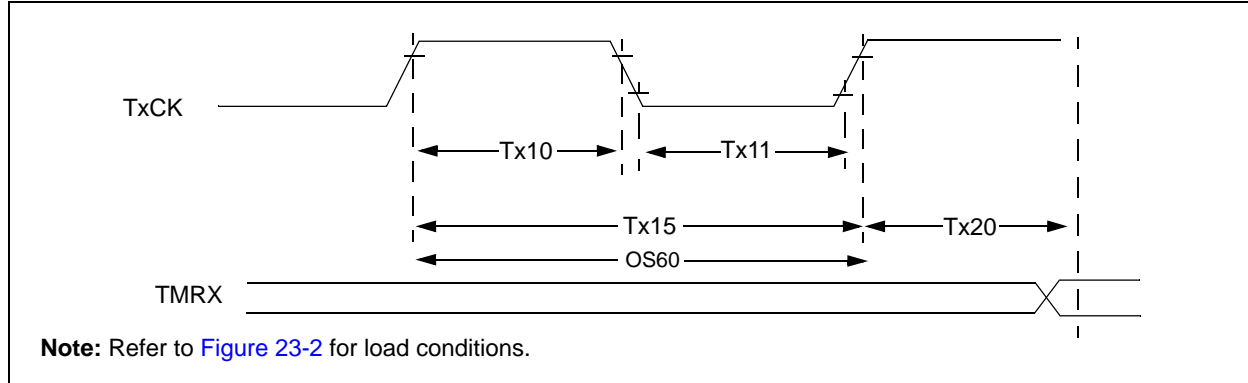 TxCK
Tx10
Tx11
Tx15
Tx20
OS60
TMRX
Note: Refer to Figure 23-2 for load conditions.